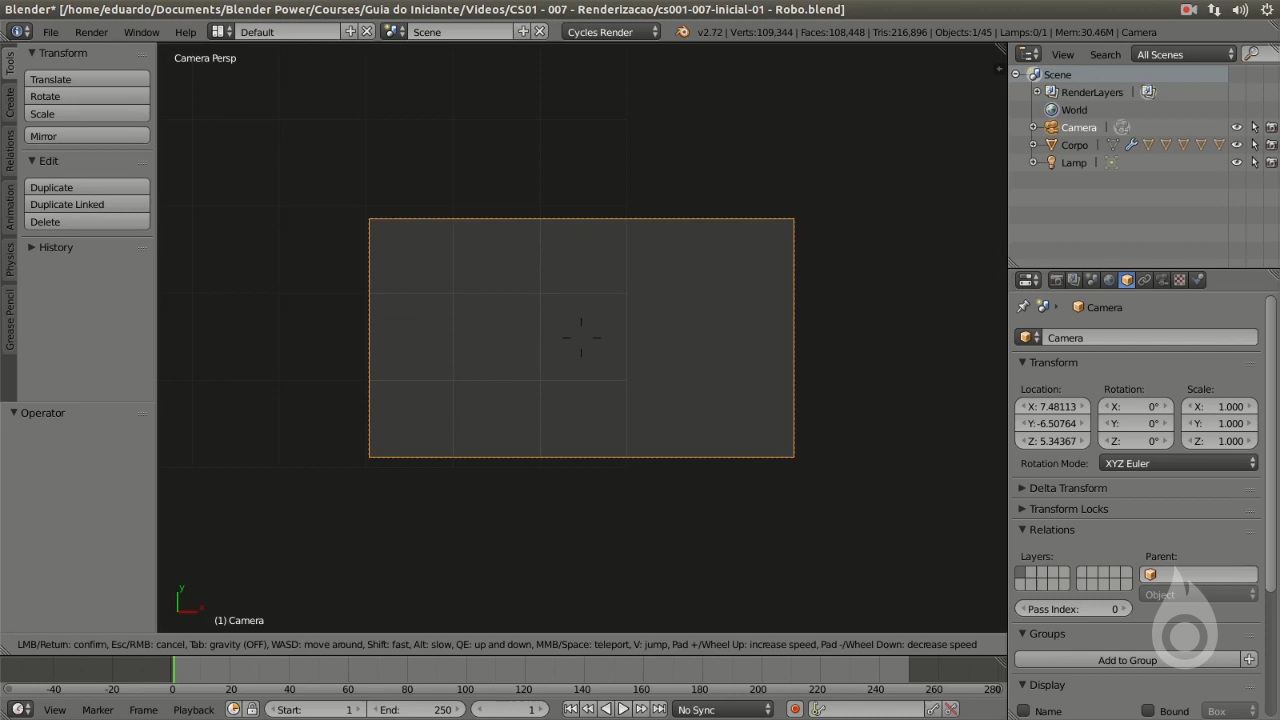 Blender* [/home/eduardo/Documents/Blender Power/Courses/Guia do Iniciante/Videos/CS01 - 007 - Renderizacao/cs001-007-inicial-01 - Robo.blend]
File Render Window Help Default Scene Cycles Render v2.72 | Verts:109,344 | Faces:108,448 | Tris:216,896 | Objects:1/45 | Lamps:0/1 | Mem:30.46M | Camera
Tools
Create
Relations
Animation
Physics
Grease Pencil
Transform
Translate
Rotate
Scale
Mirror
Edit
Duplicate
Duplicate Linked
Delete
History
Operator
Camera Persp
y
x
(1) Camera
LMB/Return: confirm, Esc/RMB: cancel, Tab: gravity (OFF), WASD: move around, Shift: fast, Alt: slow, QE: up and down, MMB/Space: teleport, V: jump, Pad +/Wheel Up: increase speed, Pad -/Wheel Down: decrease speed
View Search All Scenes
Scene
RenderLayers
World
Camera
Corpo
Lamp
Camera
Camera
Transform
Location: Rotation: Scale:
X: 7.48113 X: 0° X: 1.000
Y: -6.50764 Y: 0° Y: 1.000
Z: 5.34367 Z: 0° Z: 1.000
Rotation Mode: XYZ Euler
Delta Transform
Transform Locks
Relations
Layers: Parent:
Object
Pass Index: 0
Groups
Add to Group
Display
Name Bound Box
-40 -20 0 20 40 60 80 100 120 140 160 180 200 220 240 260 280
View Marker Frame Playback Start: 1 End: 250 1 No Sync